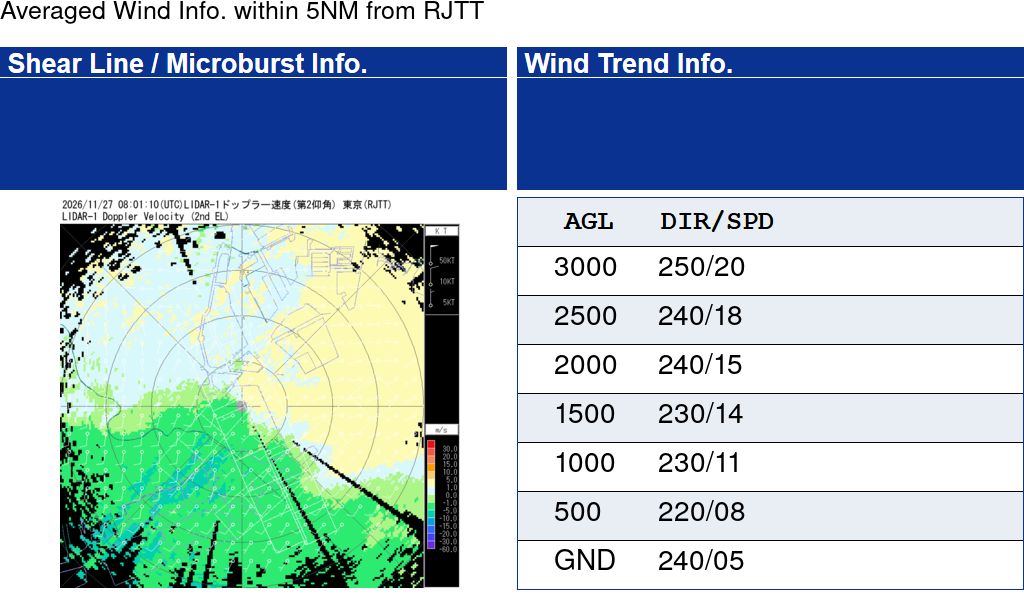 Averaged Wind Info. within 5NM from RJTT
Shear Line / Microburst Info.
Wind Trend Info.
2026/11/27 08:01:10(UTC)LIDAR-1ドップラー速度(第2仰角) 東京(RJTT)
LIDAR-1 Doppler Velocity (2nd EL)
K T
50KT
10KT
5KT
m/s
30.0
20.0
15.0
10.0
5.0
1.0
0.0
-1.0
-5.0
-10.0
-15.0
-20.0
-30.0
-60.0
AGL DIR/SPD
3000 250/20
2500 240/18
2000 240/15
1500 230/14
1000 230/11
500 220/08
GND 240/05